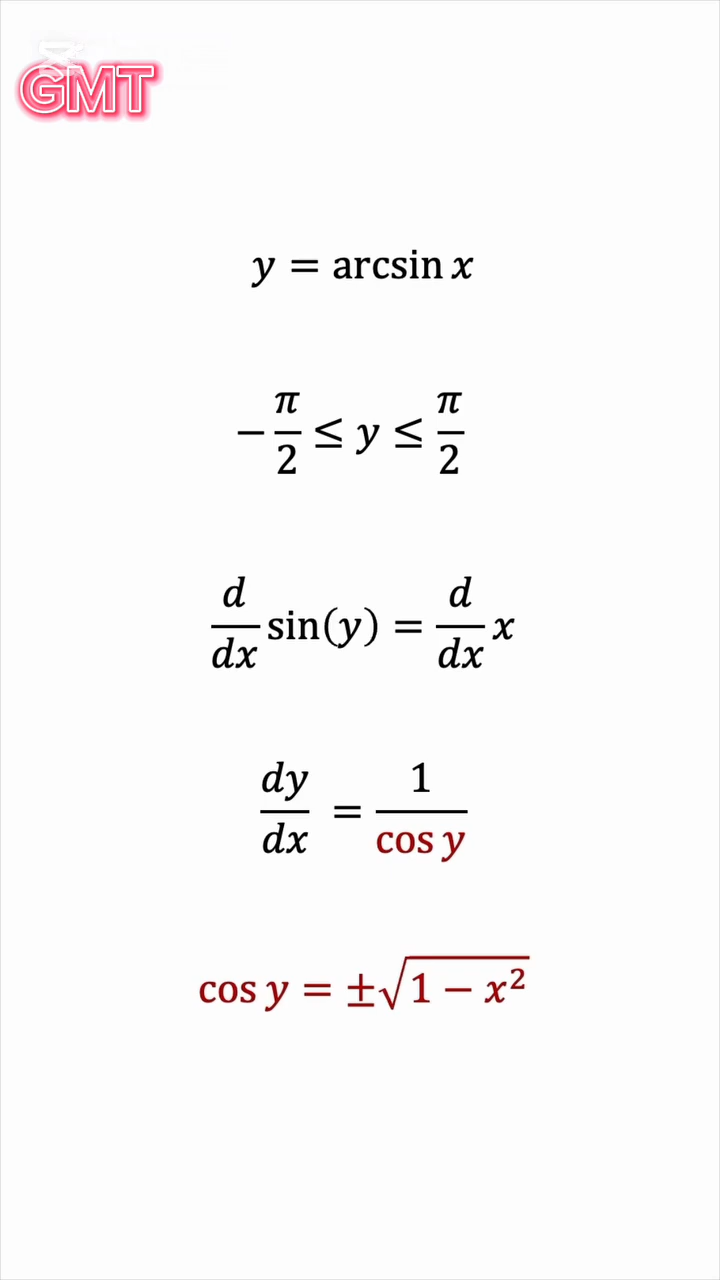 GMT
y = arcsin x
−π/2 ≤ y ≤ π/2
d/dx sin(y) = d/dx x
dy/dx = 1/cos y
cos y = ±√(1 − x²)